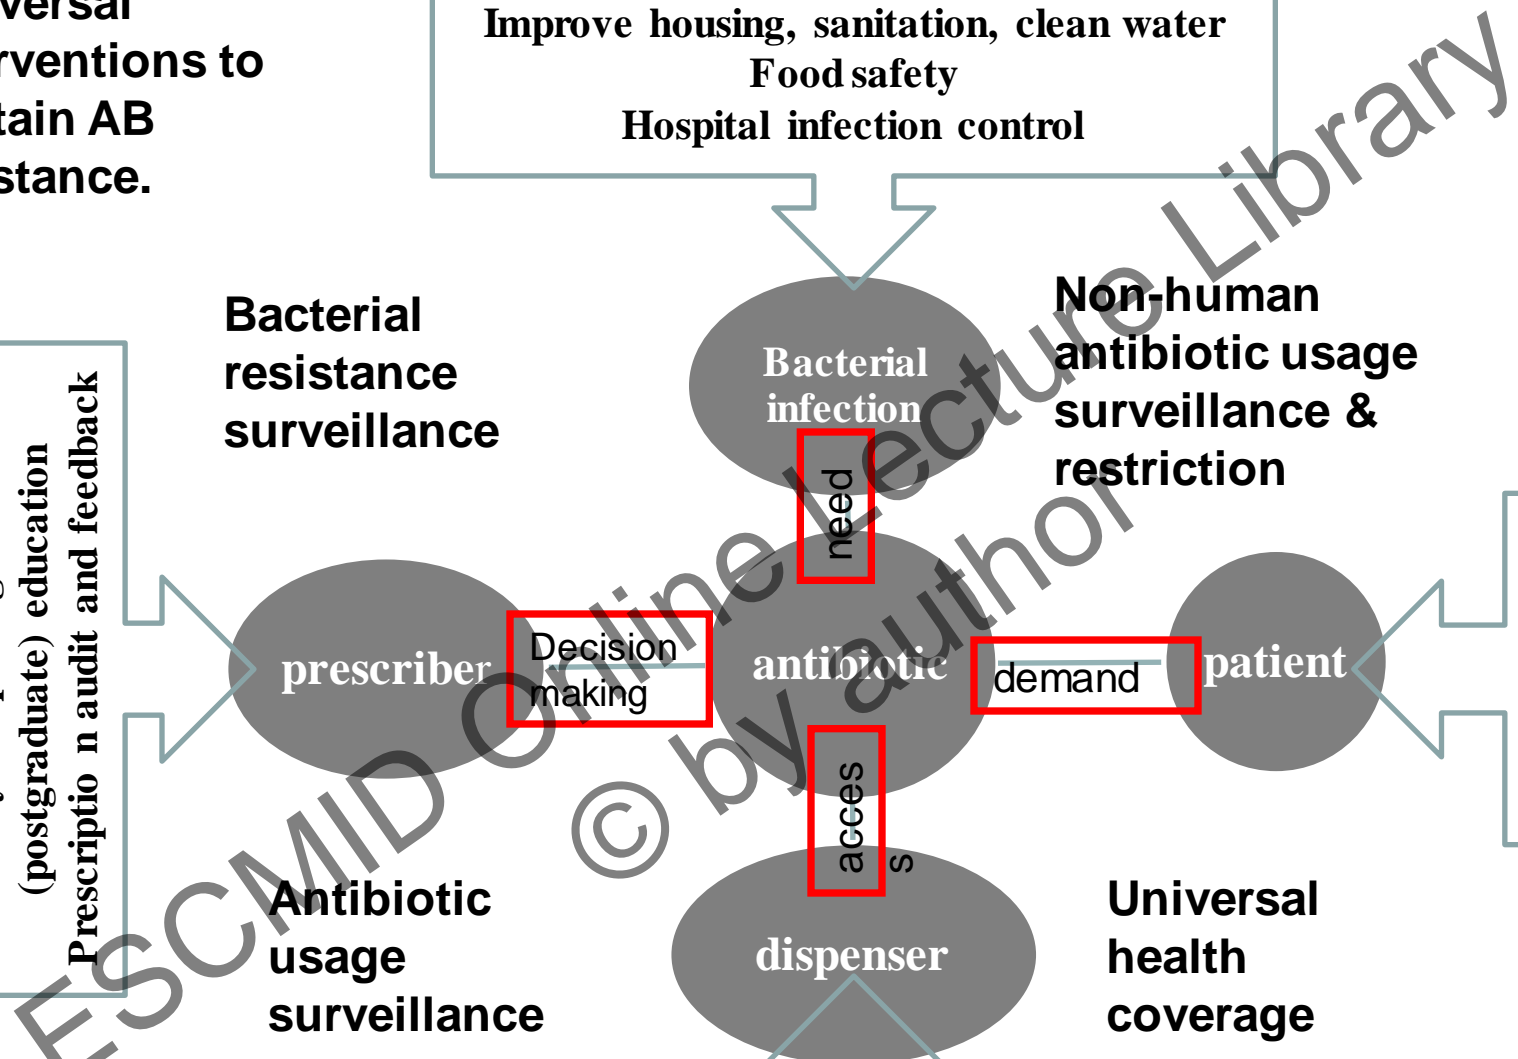 Improve housing, sanitation, clean water
Food safety
Hospital infection control
versal
rventions to
tain AB
stance.
Bacterial
resistance
surveillance
Non-human
antibiotic usage
surveillance &
restriction
Bacterial
infection
need
(postgraduate) education
Prescriptio n audit and feedback
prescriber
Decision
making
antibiotic
demand
patient
acces
s
dispenser
Antibiotic
usage
surveillance
Universal
health
coverage
ESCMID Online Lecture Library
© by author